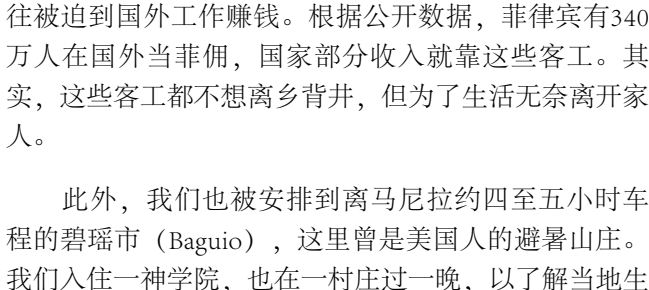 往被迫到国外工作赚钱。根据公开数据，菲律宾有340
万人在国外当菲佣，国家部分收入就靠这些客工。其
实，这些客工都不想离乡背井，但为了生活无奈离开家
人。
此外，我们也被安排到离马尼拉约四至五小时车
程的碧瑶市（Baguio），这里曾是美国人的避暑山庄。
我们入住一神学院，也在一村庄过一晚，以了解当地生